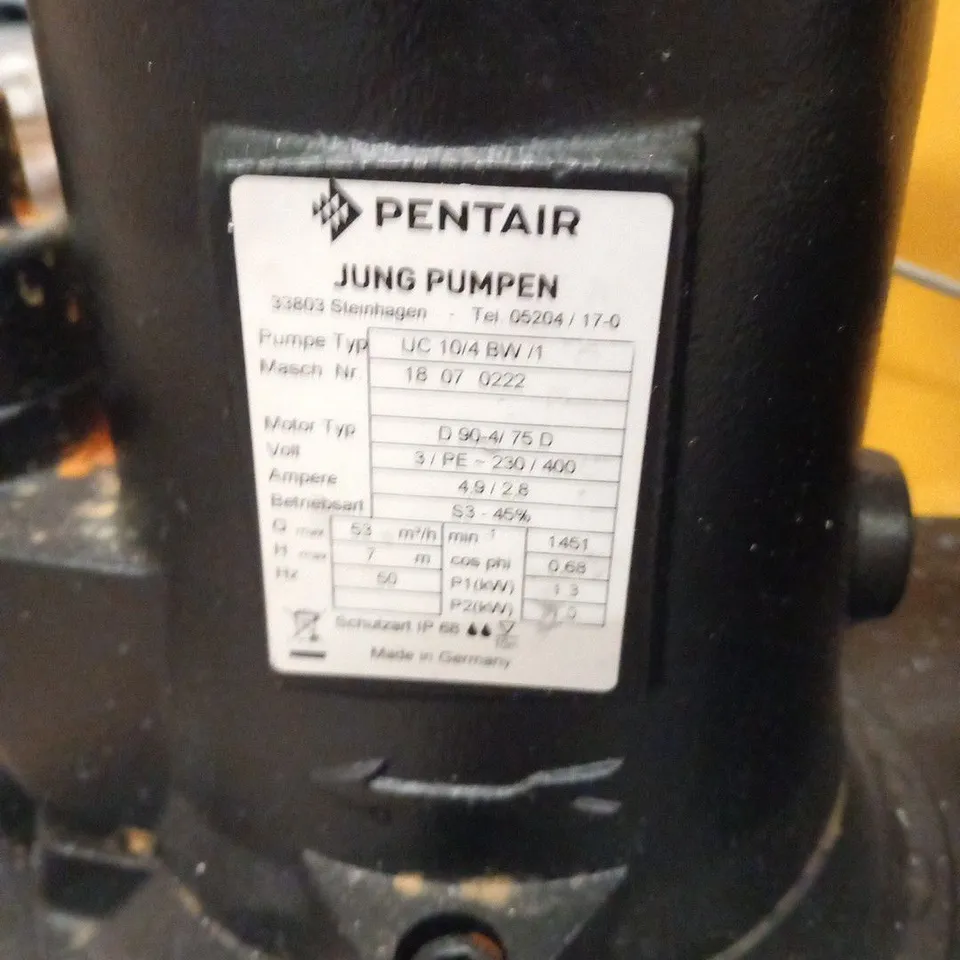 PENTAIR
JUNG PUMPEN
33803 Steinhagen - Tel 05204 / 17-0
Pumpe Typ UC 10/4 BW /1
Masch Nr. 18 07 0222
Motor Typ D 90-4/ 75 D
Volt 3 / PE ~ 230 / 400
Ampere 4,9 / 2,8
Betriebsart S3 - 45%
Q max 53 m³/h min⁻¹ 1451
H max 7 m cos phi 0,68
Hz 50 P1(kW) 1,3
P2(kW)
Schutzart IP 68
Made in Germany